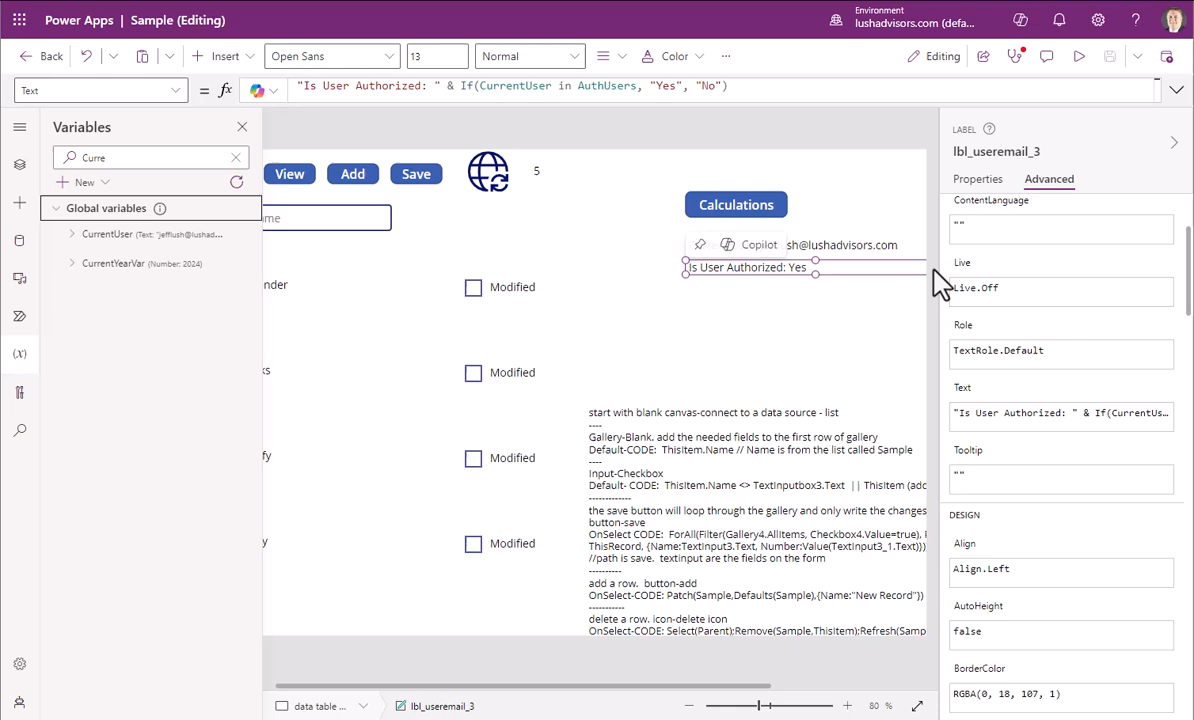 Power Apps | Sample (Editing)
Environment
lushadvisors.com (defa...
Back
Insert
Open Sans
13
Normal
Color
...
Editing
Text
= fx
"Is User Authorized: " & If(CurrentUser in AuthUsers, "Yes", "No")
Variables
Curre
New
Global variables
CurrentUser (Text: "jefflush@lushad...
CurrentYearVar (Number: 2024)
View
Add
Save
5
Calculations
Copilot
sh@lushadvisors.com
Is User Authorized: Yes
Modified
Modified
Modified
Modified
start with blank canvas-connect to a data source - list
----
Gallery-Blank. add the needed fields to the first row of gallery
Default-CODE: ThisItem.Name // Name is from the list called Sample
----
Input-Checkbox
Default- CODE: ThisItem.Name <> TextInputbox3.Text || ThisItem (add
-------------
the save button will loop through the gallery and only write the changes
button-save
OnSelect CODE: ForAll(Filter(Gallery4.AllItems, Checkbox4.Value=true),
ThisRecord, {Name:TextInput3.Text, Number:Value(TextInput3_1.Text)})
//path is save. textinput are the fields on the form
----------
add a row. button-add
OnSelect-CODE: Patch(Sample,Defaults(Sample),{Name:"New Record"})
-----------
delete a row. icon-delete icon
OnSelect-CODE: Select(Parent);Remove(Sample,ThisItem);Refresh(Samp
LABEL
lbl_useremail_3
Properties
Advanced
ContentLanguage
""
Live
Live.Off
Role
TextRole.Default
Text
"Is User Authorized: " & If(CurrentUs...
Tooltip
""
DESIGN
Align
Align.Left
AutoHeight
false
BorderColor
RGBA(0, 18, 107, 1)
data table ...
lbl_useremail_3
80 %